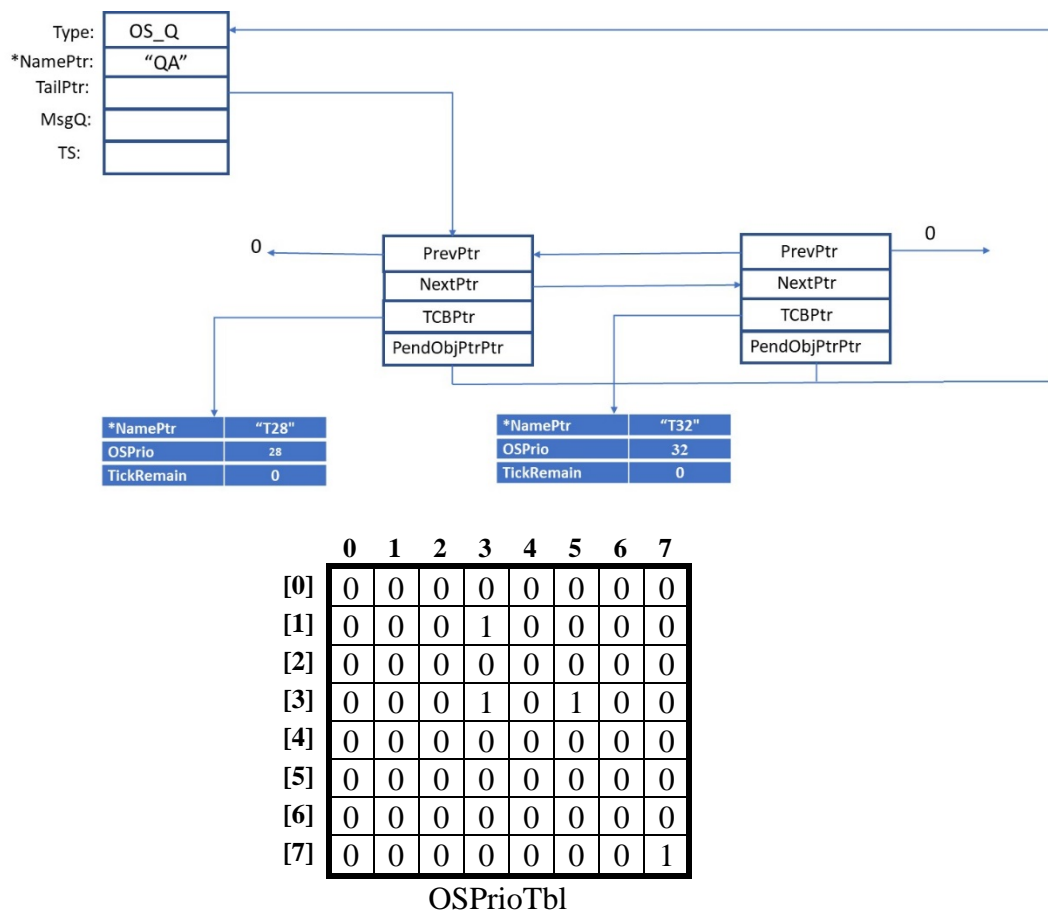 Type: OS_Q
*NamePtr: “QA”
TailPtr:
MsgQ:
TS:
0 PrevPtr PrevPtr 0
NextPtr NextPtr
TCBPtr TCBPtr
PendObjPtrPtr PendObjPtrPtr
*NamePtr “T28" *NamePtr “T32"
OSPrio 28 OSPrio 32
TickRemain 0 TickRemain 0
0 1 2 3 4 5 6 7
[0] 0 0 0 0 0 0 0 0
[1] 0 0 0 1 0 0 0 0
[2] 0 0 0 0 0 0 0 0
[3] 0 0 0 1 0 1 0 0
[4] 0 0 0 0 0 0 0 0
[5] 0 0 0 0 0 0 0 0
[6] 0 0 0 0 0 0 0 0
[7] 0 0 0 0 0 0 0 1
OSPrioTbl